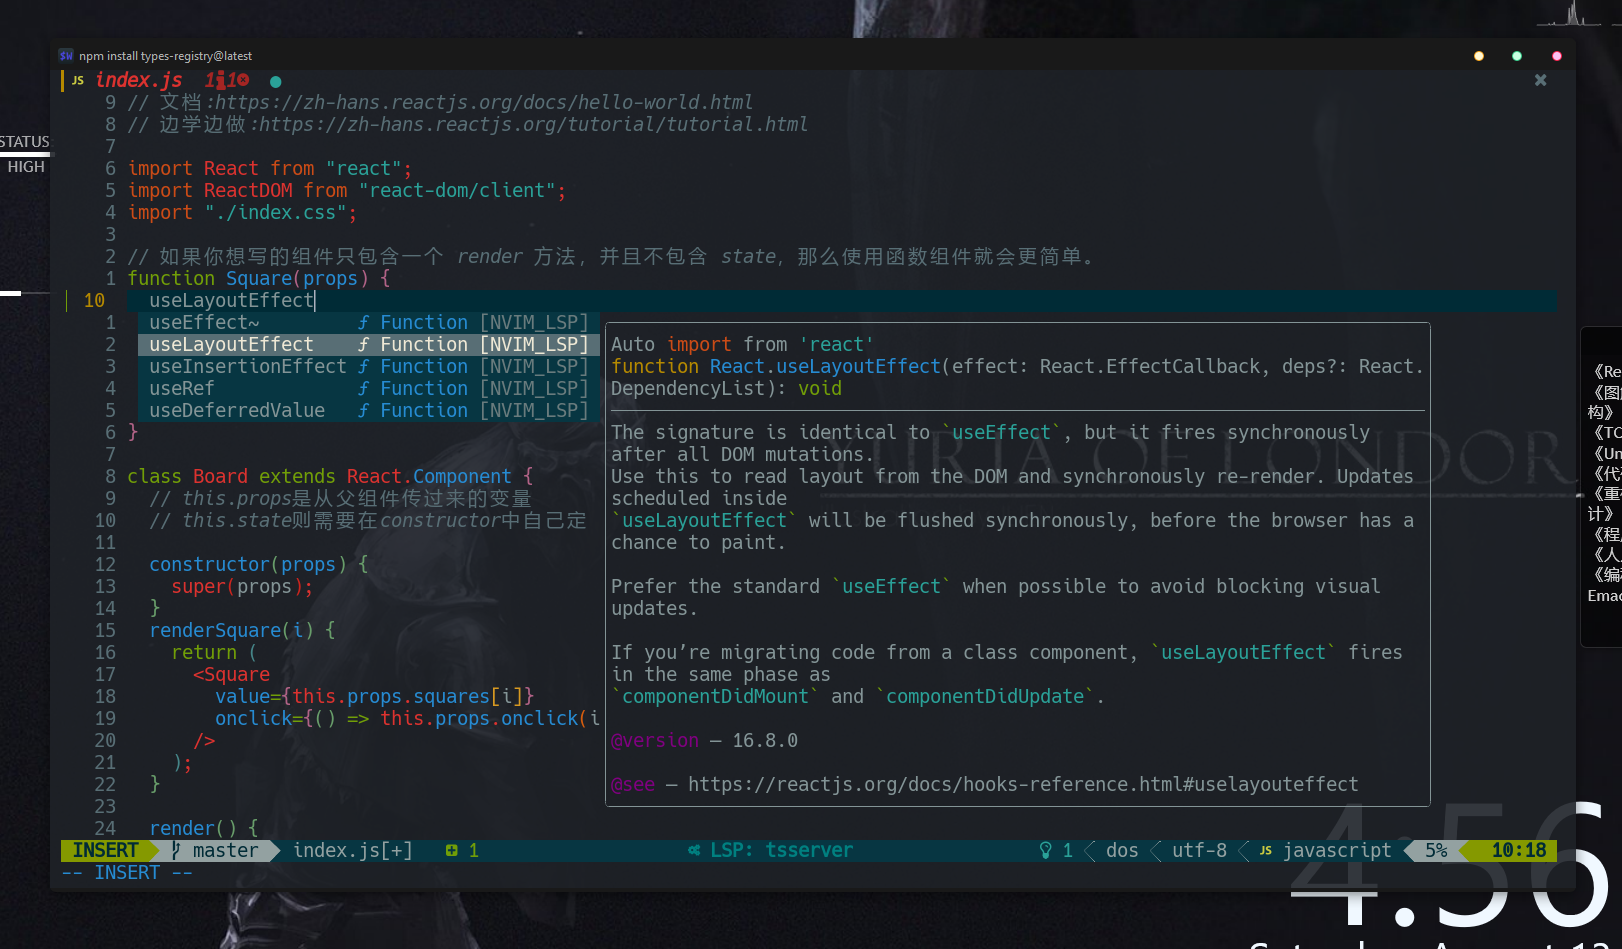 npm install types-registry@latest
JS index.js
STATUS
HIGH
9 // 文档:https://zh-hans.reactjs.org/docs/hello-world.html
8 // 边学边做:https://zh-hans.reactjs.org/tutorial/tutorial.html
7
6 import React from "react";
5 import ReactDOM from "react-dom/client";
4 import "./index.css";
3
2 // 如果你想写的组件只包含一个 render 方法，并且不包含 state，那么使用函数组件就会更简单。
1 function Square(props) {
10 useLayoutEffect
1 useEffect~ f Function [NVIM_LSP]
2 useLayoutEffect f Function [NVIM_LSP]
3 useInsertionEffect f Function [NVIM_LSP]
4 useRef f Function [NVIM_LSP]
5 useDeferredValue f Function [NVIM_LSP]
6 }
7
8 class Board extends React.Component {
9 // this.props是从父组件传过来的变量
10 // this.state则需要在constructor中自己定
11
12 constructor(props) {
13 super(props);
14 }
15 renderSquare(i) {
16 return (
17 <Square
18 value={this.props.squares[i]}
19 onclick={() => this.props.onclick(i
20 />
21 );
22 }
23
24 render() {
Auto import from 'react'
function React.useLayoutEffect(effect: React.EffectCallback, deps?: React.
DependencyList): void
The signature is identical to `useEffect`, but it fires synchronously
after all DOM mutations.
Use this to read layout from the DOM and synchronously re-render. Updates
scheduled inside
`useLayoutEffect` will be flushed synchronously, before the browser has a
chance to paint.
Prefer the standard `useEffect` when possible to avoid blocking visual
updates.
If you’re migrating code from a class component, `useLayoutEffect` fires
in the same phase as
`componentDidMount` and `componentDidUpdate`.
@version — 16.8.0
@see — https://reactjs.org/docs/hooks-reference.html#uselayouteffect
YURIA OF LONDOR
INSERT master index.js[+] 1 LSP: tsserver 1 dos utf-8 JS javascript 5% 10:18
-- INSERT --
《Re
《图
构》
《TC
《Un
《代
《重
计》
《程
《人
《编
Emac
4:56